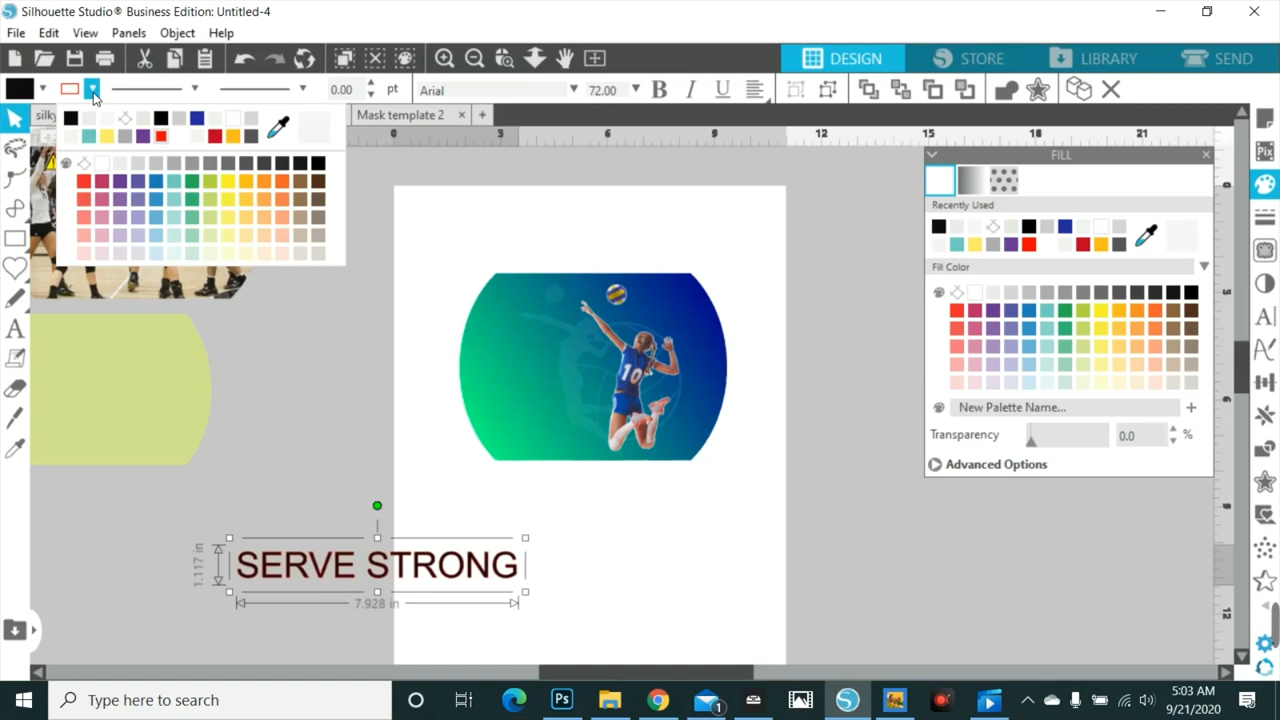 Silhouette Studio® Business Edition: Untitled-4
File Edit View Panels Object Help
DESIGN STORE LIBRARY SEND
0.00 pt Arial 72.00 B I U
silky Mask template 2 × +
0 3 6 9 12 15 18 21
FILL
Recently Used
Fill Color
10
New Palette Name... +
Transparency 0.0 %
Advanced Options
SERVE STRONG
1.117 in
7.928 in
Type here to search
Ps
1
5:03 AM
9/21/2020